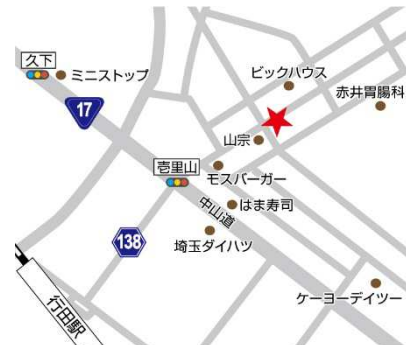 久下
ミニストップ
ビックハウス
赤井胃腸科
17
山宗
壱里山
モスバーガー
はま寿司
中山道
138
埼玉ダイハツ
行田駅
ケーヨーデイツー